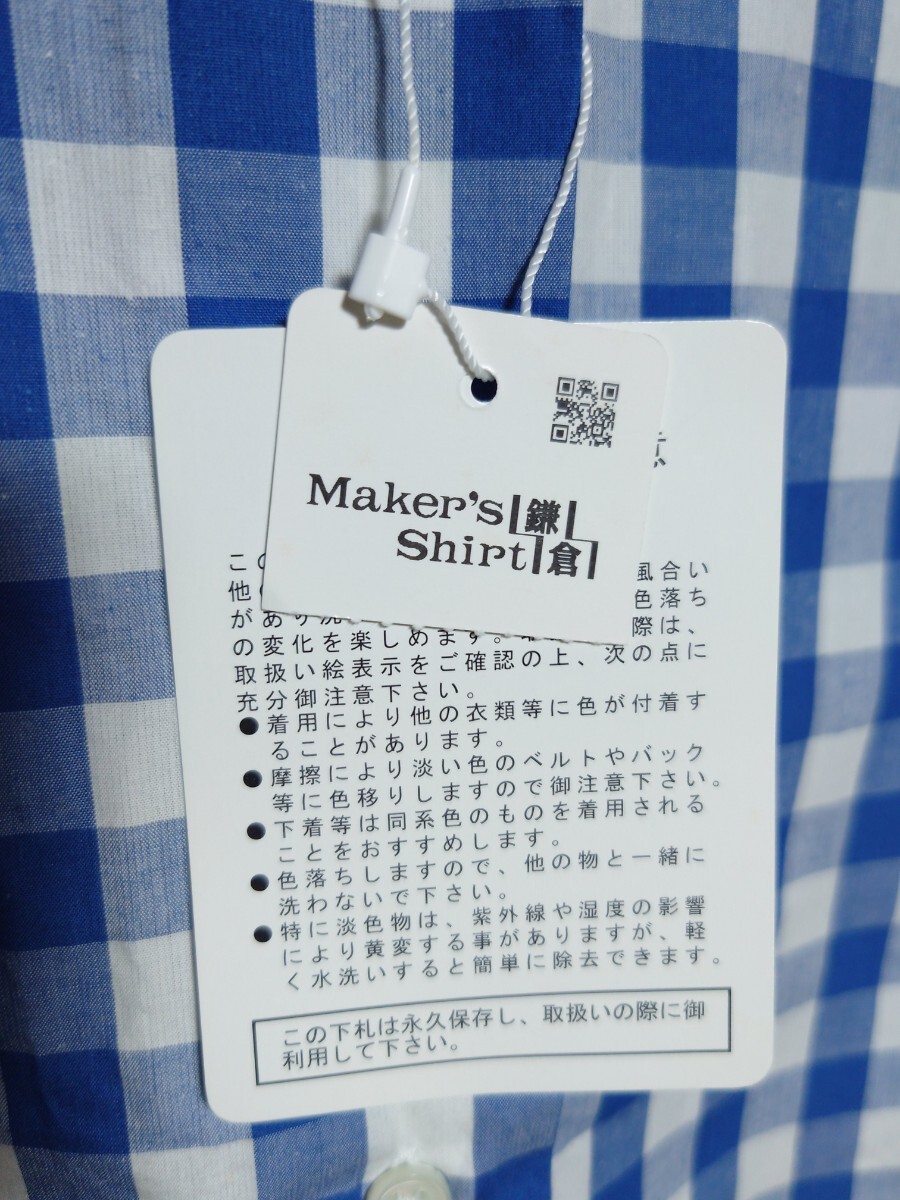 Maker's 鎌
Shirt 倉
意
この 風合い
他の 色落ち
があり洗 際は、
の変化を楽しめます。
取扱い絵表示をご確認の上、次の点に
充分御注意下さい。
●着用により他の衣類等に色が付着す
ることがあります。
●摩擦により淡い色のベルトやバック
等に色移りしますので御注意下さい。
●下着等は同系色のものを着用される
ことをおすすめします。
●色落ちしますので、他の物と一緒に
洗わないで下さい。
●特に淡色物は、紫外線や湿度の影響
により黄変する事がありますが、軽
く水洗いすると簡単に除去できます。
この下札は永久保存し、取扱いの際に御
利用して下さい。